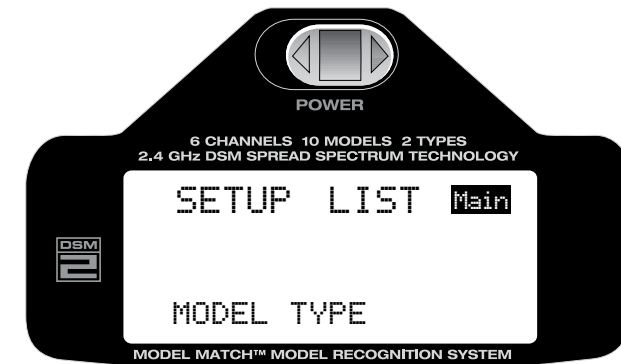 POWER
6 CHANNELS 10 MODELS 2 TYPES
2.4 GHz DSM SPREAD SPECTRUM TECHNOLOGY
SETUP LIST Main
DSM
2
MODEL TYPE
MODEL MATCH™ MODEL RECOGNITION SYSTEM